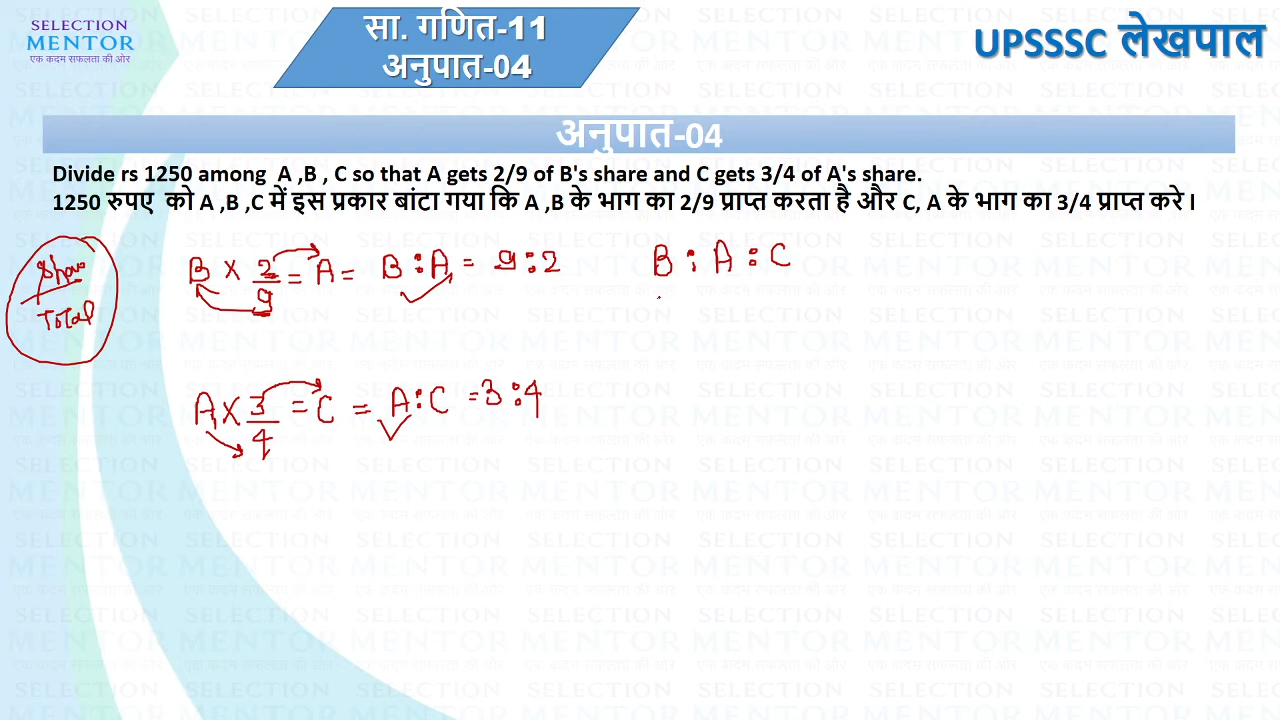 SELECTION
MENTOR
एक कदम सफलता की ओर
सा. गणित-11
अनुपात-04
UPSSSC लेखपाल
अनुपात-04
Divide rs 1250 among A ,B , C so that A gets 2/9 of B's share and C gets 3/4 of A's share.
1250 रुपए को A ,B ,C में इस प्रकार बांटा गया कि A ,B के भाग का 2/9 प्राप्त करता है और C, A के भाग का 3/4 प्राप्त करे ।
Share
Total
B × 2/9 = A = B : A = 9 : 2
B : A : C
A × 3/4 = C = A : C = 3 : 4